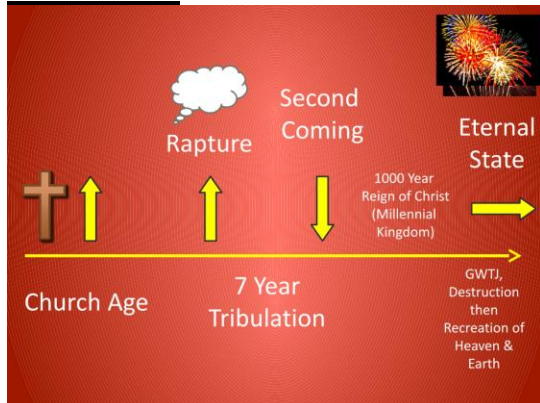 Second
Coming
Rapture
Eternal
State
1000 Year
Reign of Christ
(Millennial
Kingdom)
Church Age
7 Year
Tribulation
GWTJ,
Destruction
then
Recreation of
Heaven &
Earth